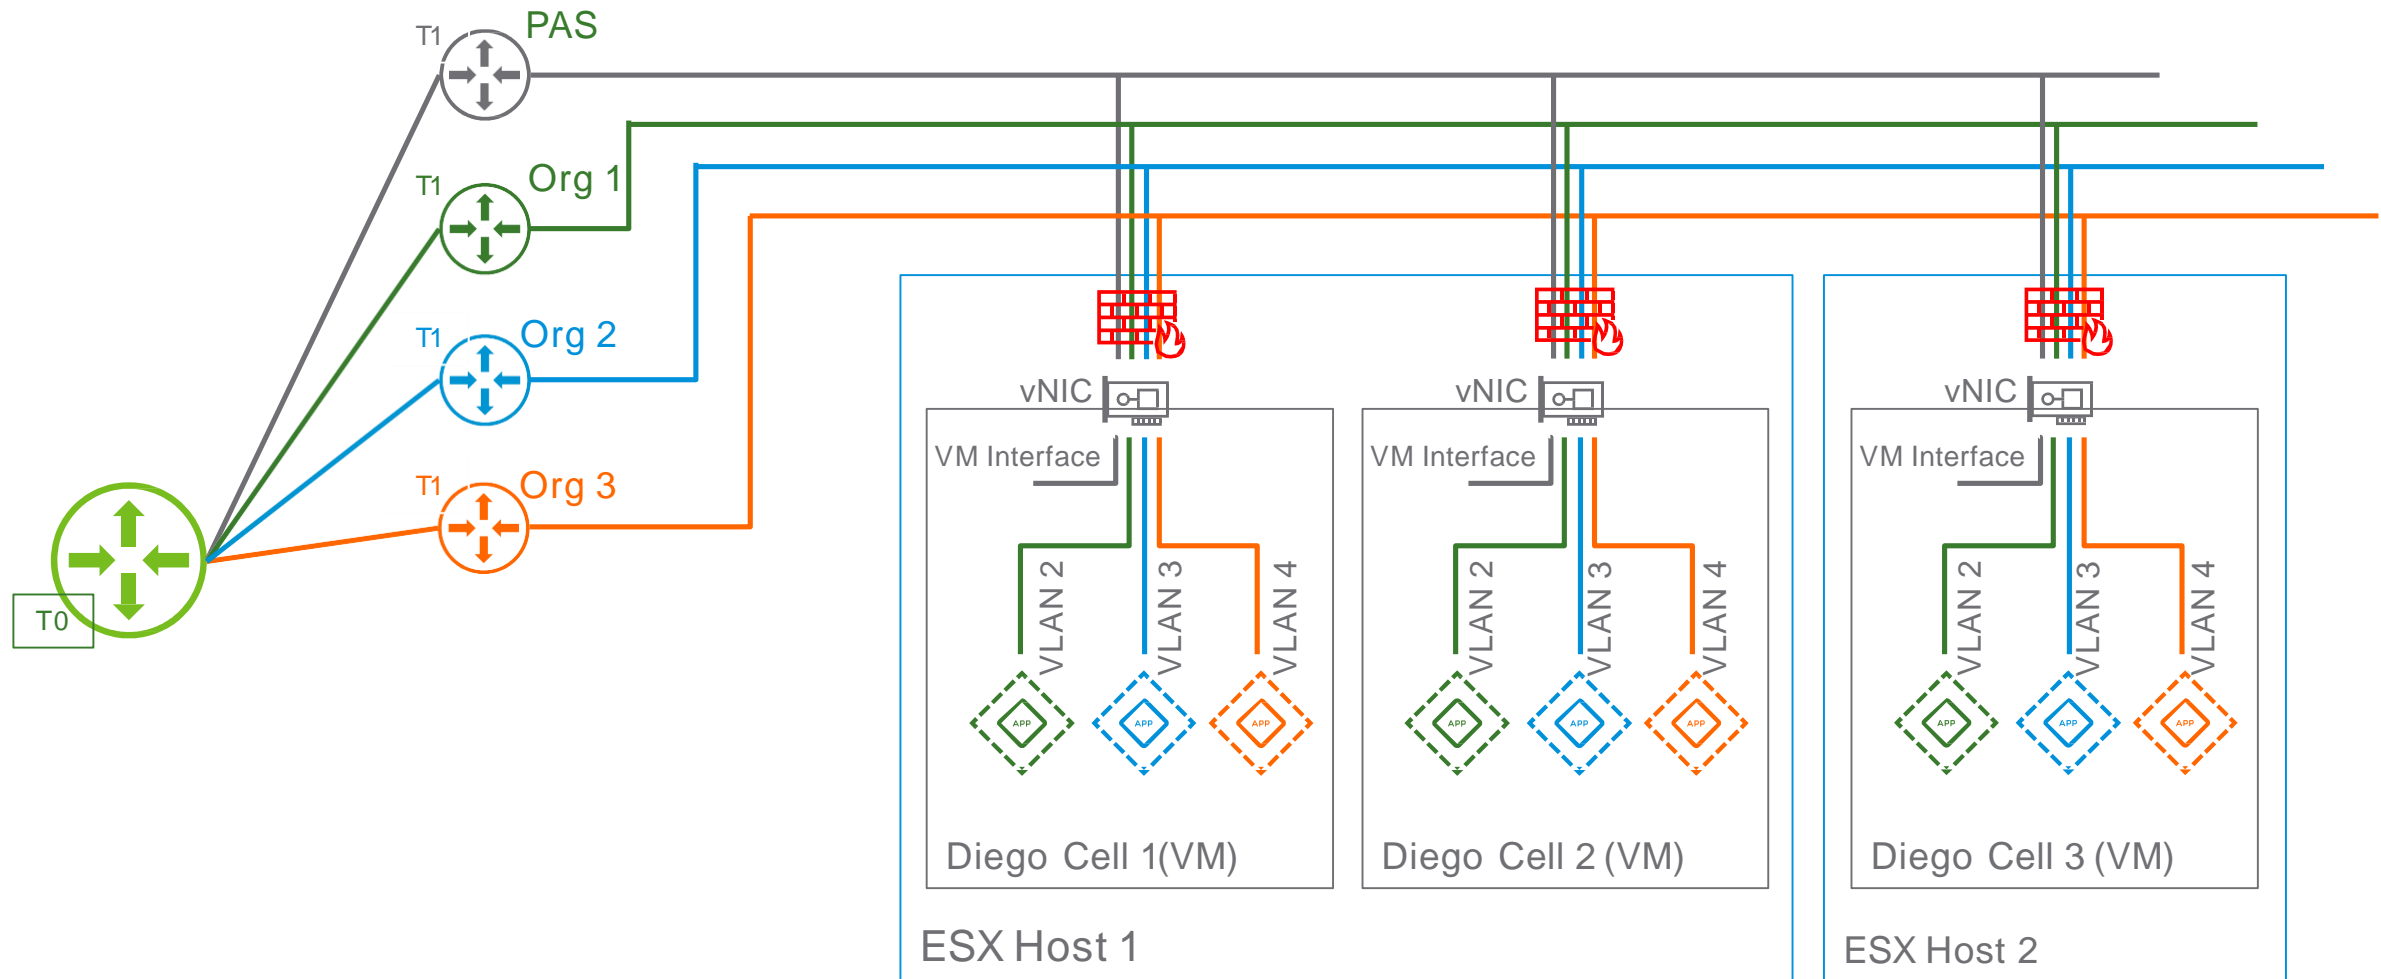 PAS
T1
T1
Org 1
T1
Org 2
T1
Org 3
T0
vNIC
vNIC
vNIC
VM Interface
VM Interface
VM Interface
VLAN 2
VLAN 3
VLAN 4
VLAN 2
VLAN 3
VLAN 4
VLAN 2
VLAN 3
VLAN 4
APP
APP
APP
APP
APP
APP
APP
APP
APP
Diego Cell 1(VM)
Diego Cell 2 (VM)
Diego Cell 3 (VM)
ESX Host 1
ESX Host 2